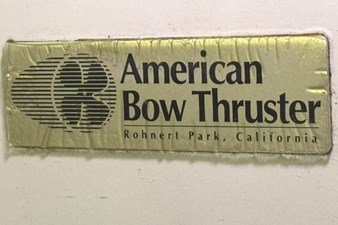 American
Bow Thruster
Rohnert Park, California